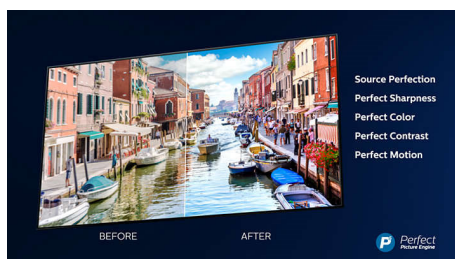 Source Perfection
Perfect Sharpness
Perfect Color
Perfect Contrast
Perfect Motion
BEFORE
AFTER
P
Perfect
Picture Engine